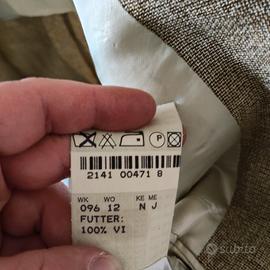 P
2141 00471 8
WK WO KE ME
096 12 N J
FUTTER:
100% VI
subito